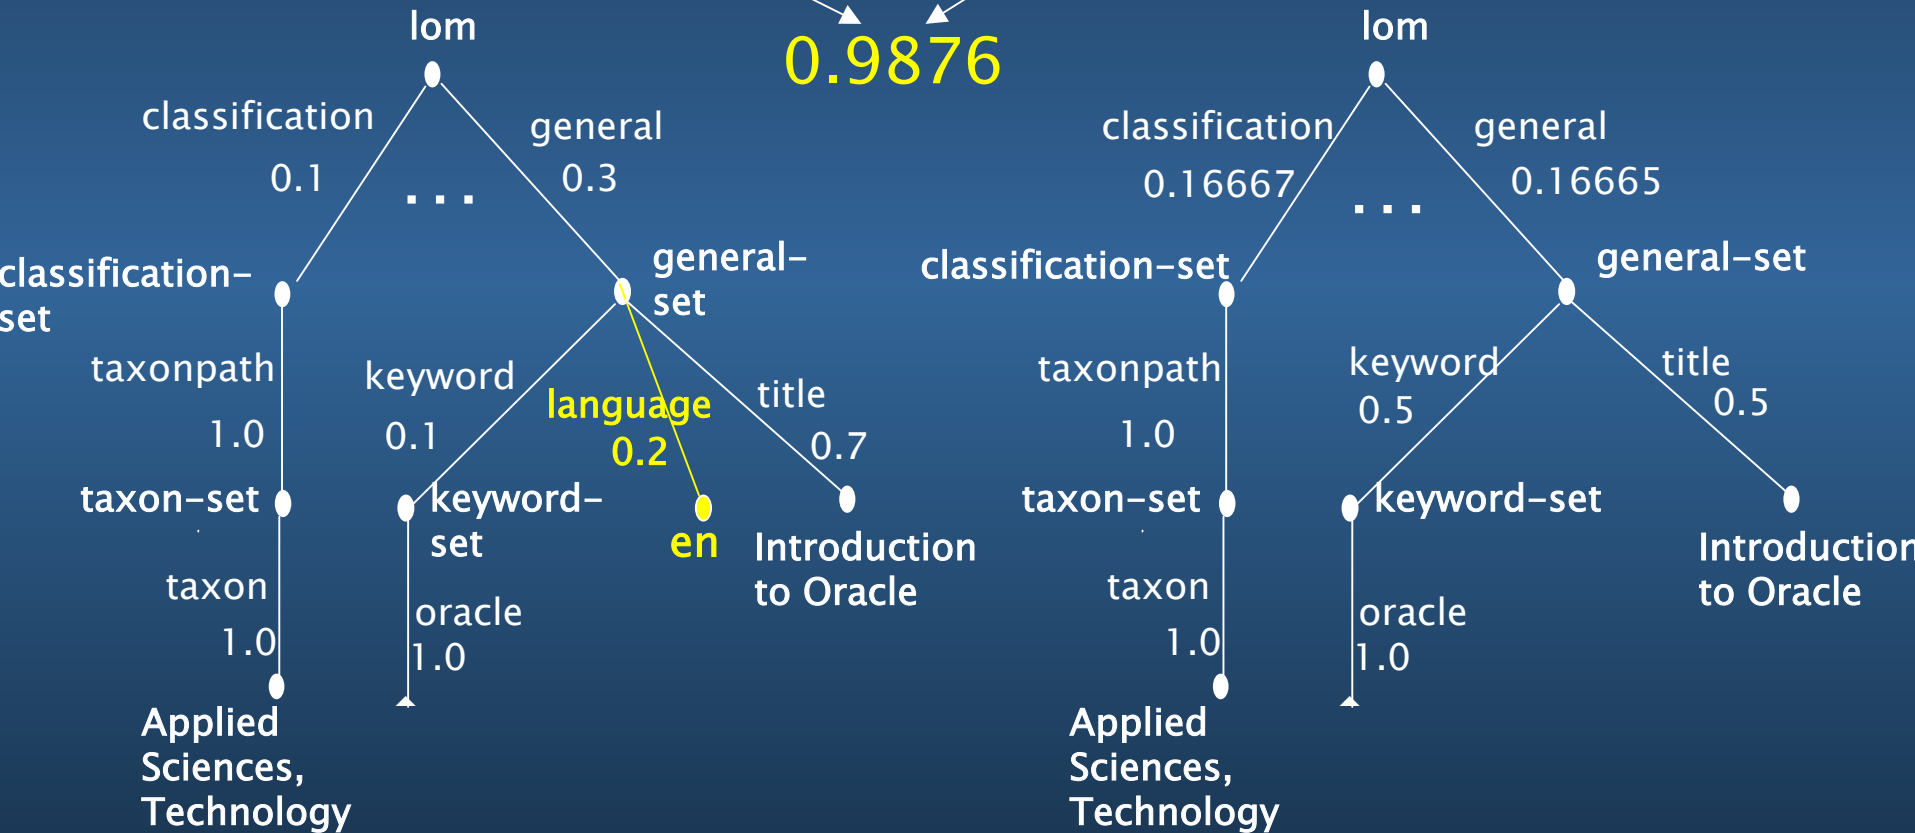 lom
classification
0.1
general
0.3
...
classification-
set
general-
set
taxonpath
1.0
keyword
0.1
language
0.2
title
0.7
taxon-set
keyword-
set
en
Introduction
to Oracle
taxon
1.0
oracle
1.0
Applied
Sciences,
Technology
0.9876
lom
classification
0.16667
general
0.16665
...
classification-set
general-set
taxonpath
1.0
keyword
0.5
title
0.5
taxon-set
keyword-set
Introduction
to Oracle
taxon
1.0
oracle
1.0
Applied
Sciences,
Technology